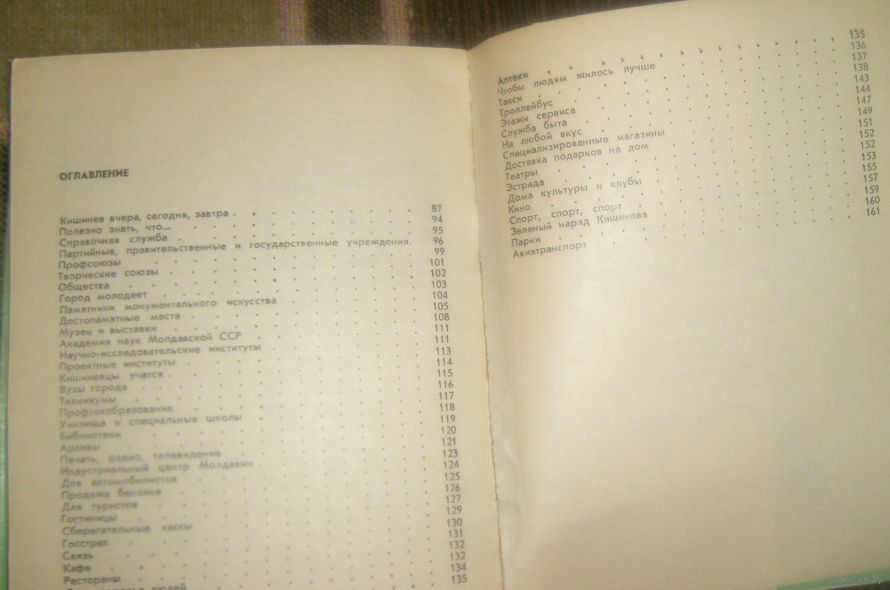 ОГЛАВЛЕНИЕ
Кишинев вчера, сегодня, завтра . . . 87
Полезно знать, что... . . . 94
Справочная служба . . . 95
Партийные, правительственные и государственные учреждения. 96
Профсоюзы . . . 99
Творческие союзы . . . 101
Общества . . . 102
Город молодеет . . . 103
Памятники монументального искусства . . . 104
Достопамятные места . . . 105
Музеи и выставки . . . 108
Академия наук Молдавской ССР . . . 111
Научно-исследовательские институты . . . 111
Проектные институты . . . 113
Кишиневцы учатся . . . 114
Вузы города . . . 115
Техникумы . . . 116
Профтехобразование . . . 117
Училища и специальные школы . . . 118
Библиотеки . . . 119
Архивы . . . 120
Печать, радио, телевидение . . . 121
Индустриальный центр Молдавии . . . 123
Для автомобилистов . . . 124
Продажа бензина . . . 125
Для туристов . . . 126
Гостиницы . . . 127
Сберегательные кассы . . . 129
Госстрах . . . 130
Связь . . . 131
Кафе . . . 132
Рестораны . . . 132
людей . . . 134
135
Аптеки . . . 135
Чтобы людям жилось лучше . . . 136
Такси . . . 137
Троллейбус . . . 138
Этажи сервиса . . . 143
Служба быта . . . 144
На любой вкус . . . 147
Специализированные магазины . . . 149
Доставка подарков на дом . . . 151
Театры . . . 152
Эстрада . . . 152
Дома культуры и клубы . . . 153
Кино . . . 155
Спорт, спорт, спорт . . . 157
Зеленый наряд Кишинева . . . 159
Парки . . . 160
Авиатранспорт . . . 161